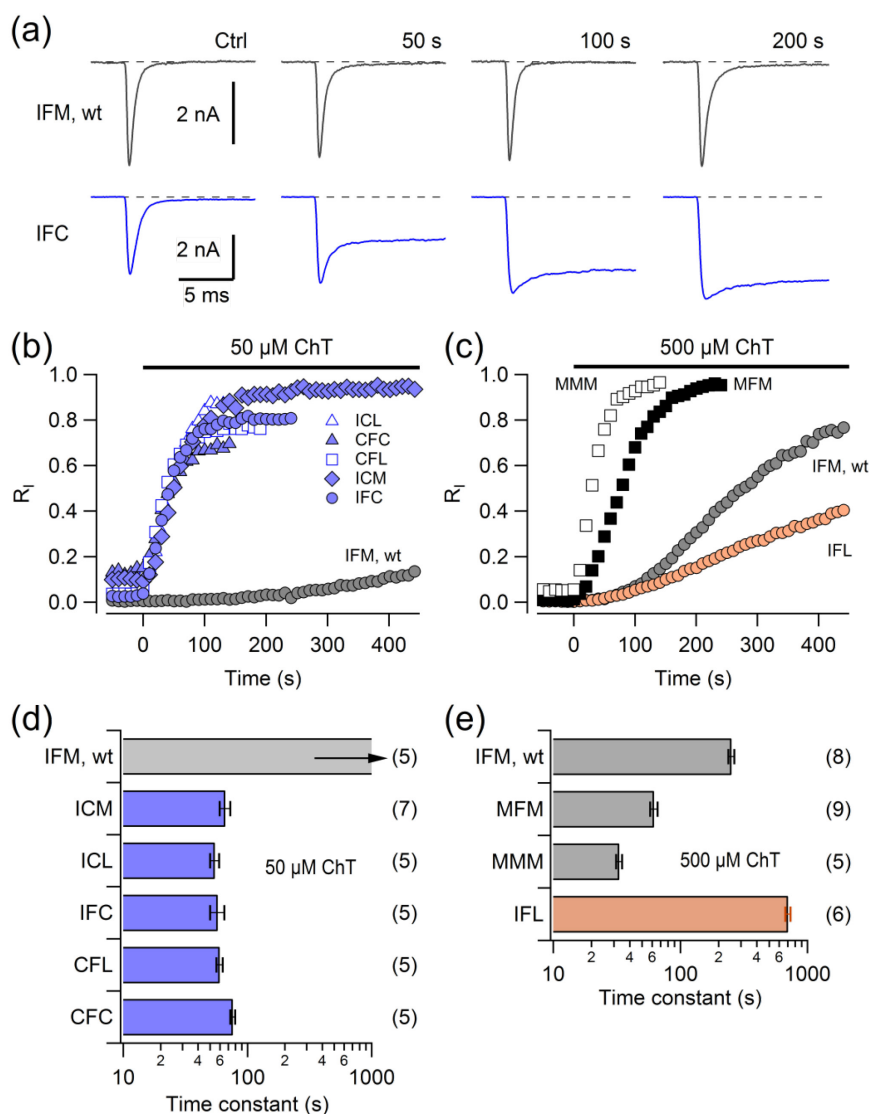 (a)
Ctrl
50 s
100 s
200 s
IFM, wt
2 nA
IFC
2 nA
5 ms
(b)
50 μM ChT
1.0
0.8
0.6
0.4
0.2
0.0
R_I
ICL
CFC
CFL
ICM
IFC
IFM, wt
0
100
200
300
400
Time (s)
(c)
500 μM ChT
1.0
0.8
0.6
0.4
0.2
0.0
R_I
MMM
MFM
IFM, wt
IFL
0
100
200
300
400
Time (s)
(d)
IFM, wt
(5)
ICM
(7)
50 μM ChT
ICL
(5)
IFC
(5)
CFL
(5)
CFC
(5)
10
2
4
6
100
2
4
6
1000
Time constant (s)
(e)
IFM, wt
(8)
MFM
(9)
MMM
500 μM ChT
(5)
IFL
(6)
10
2
4
6
100
2
4
6
1000
Time constant (s)